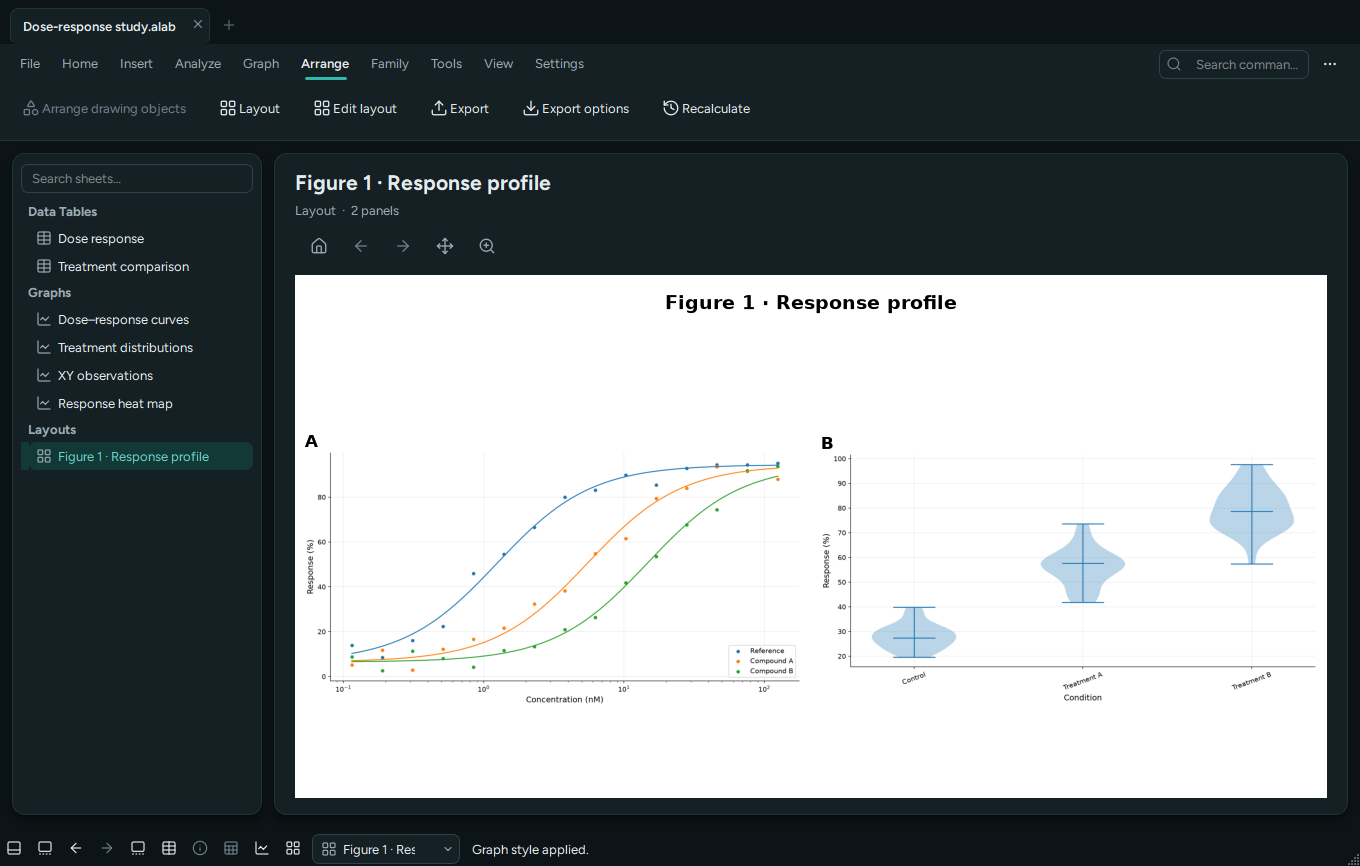 Dose-response study.alab
File Home Insert Analyze Graph Arrange Family Tools View Settings
Search comman...
Arrange drawing objects Layout Edit layout Export Export options Recalculate
Search sheets...
Data Tables
Dose response
Treatment comparison
Graphs
Dose–response curves
Treatment distributions
XY observations
Response heat map
Layouts
Figure 1 · Response profile
Figure 1 · Response profile
Layout · 2 panels
Figure 1 · Response profile
A
80
60
40
20
0
Response (%)
10⁻¹ 10⁰ 10¹ 10²
Concentration (nM)
Reference
Compound A
Compound B
B
100
90
80
70
60
50
40
30
20
Response (%)
Control Treatment A Treatment B
Condition
Figure 1 · Res
Graph style applied.